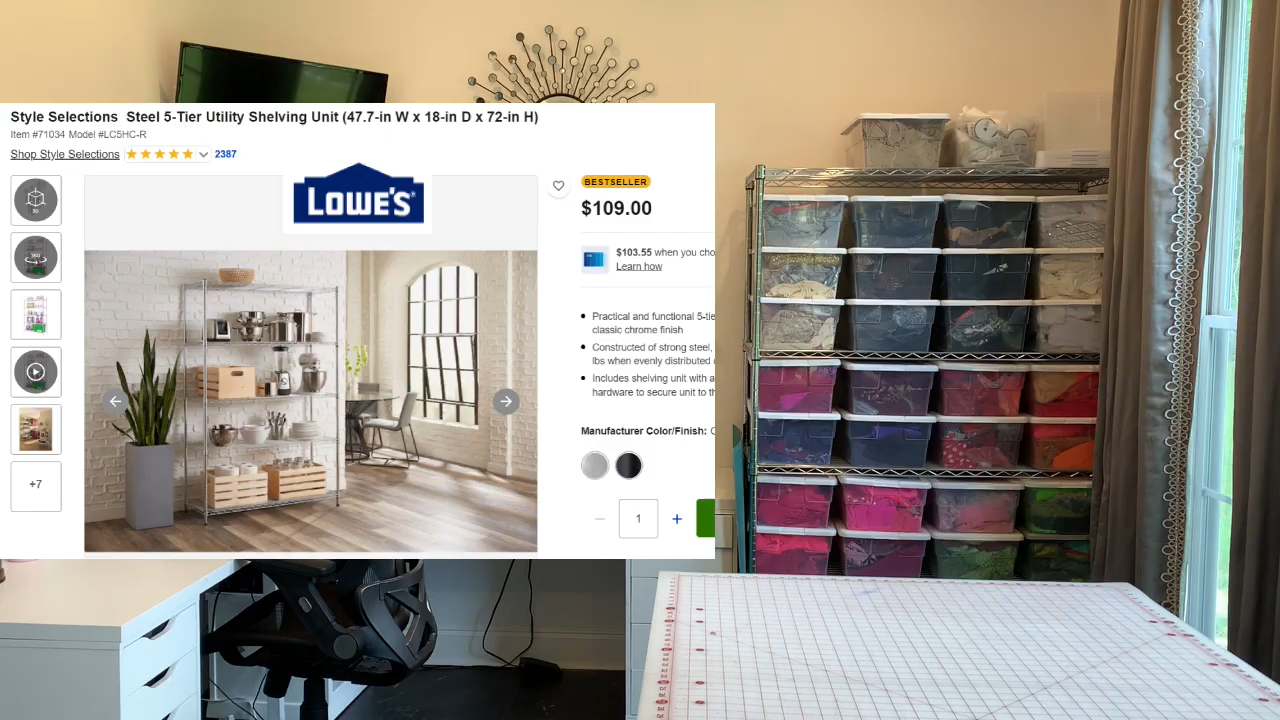 Style Selections Steel 5-Tier Utility Shelving Unit (47.7-in W x 18-in D x 72-in H)
Item #71034 Model #LC5HC-R
Shop Style Selections 2387
LOWE'S
BESTSELLER
$109.00
$103.55 when you cho
Learn how
3D
360
Practical and functional 5-tie
classic chrome finish
Constructed of strong steel,
lbs when evenly distributed
Includes shelving unit with a
hardware to secure unit to th
Manufacturer Color/Finish:
+7
1